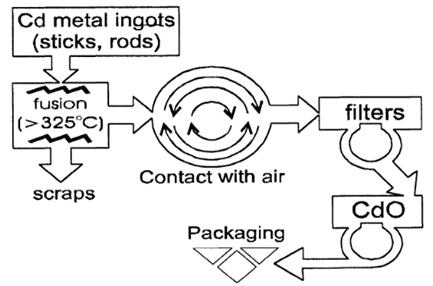 Cd metal ingots
(sticks, rods)
fusion
(>325°C)
scraps
Contact with air
filters
CdO
Packaging